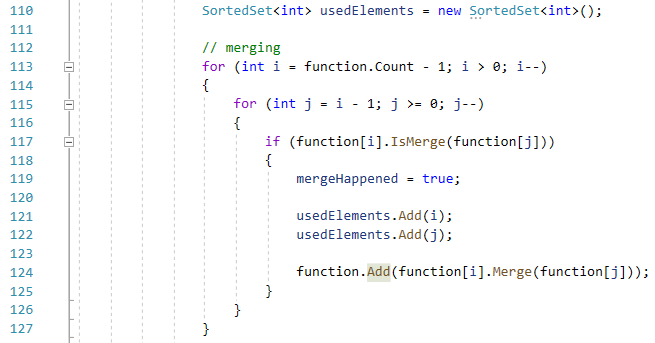 110 SortedSet<int> usedElements = new SortedSet<int>();
111
112 // merging
113 for (int i = function.Count - 1; i > 0; i--)
114 {
115 for (int j = i - 1; j >= 0; j--)
116 {
117 if (function[i].IsMerge(function[j]))
118 {
119 mergeHappened = true;
120
121 usedElements.Add(i);
122 usedElements.Add(j);
123
124 function.Add(function[i].Merge(function[j]));
125 }
126 }
127 }